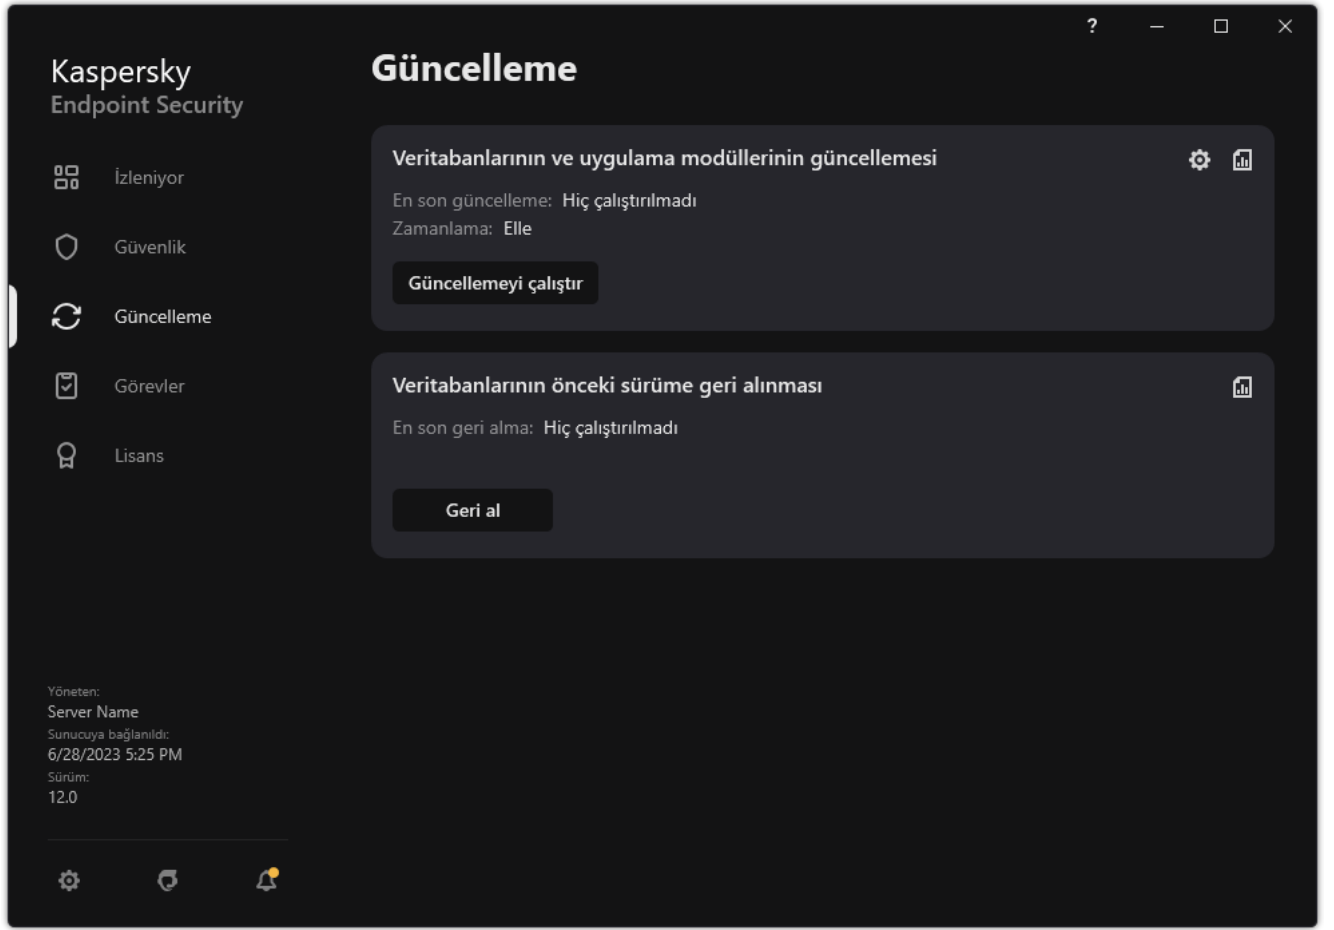 ?
Kaspersky
Endpoint Security
İzleniyor
Güvenlik
Güncelleme
Görevler
Lisans
Yöneten:
Server Name
Sunucuya bağlanıldı:
6/28/2023 5:25 PM
Sürüm:
12.0
Güncelleme
Veritabanlarının ve uygulama modüllerinin güncellemesi
En son güncelleme: Hiç çalıştırılmadı
Zamanlama: Elle
Güncellemeyi çalıştır
Veritabanlarının önceki sürüme geri alınması
En son geri alma: Hiç çalıştırılmadı
Geri al